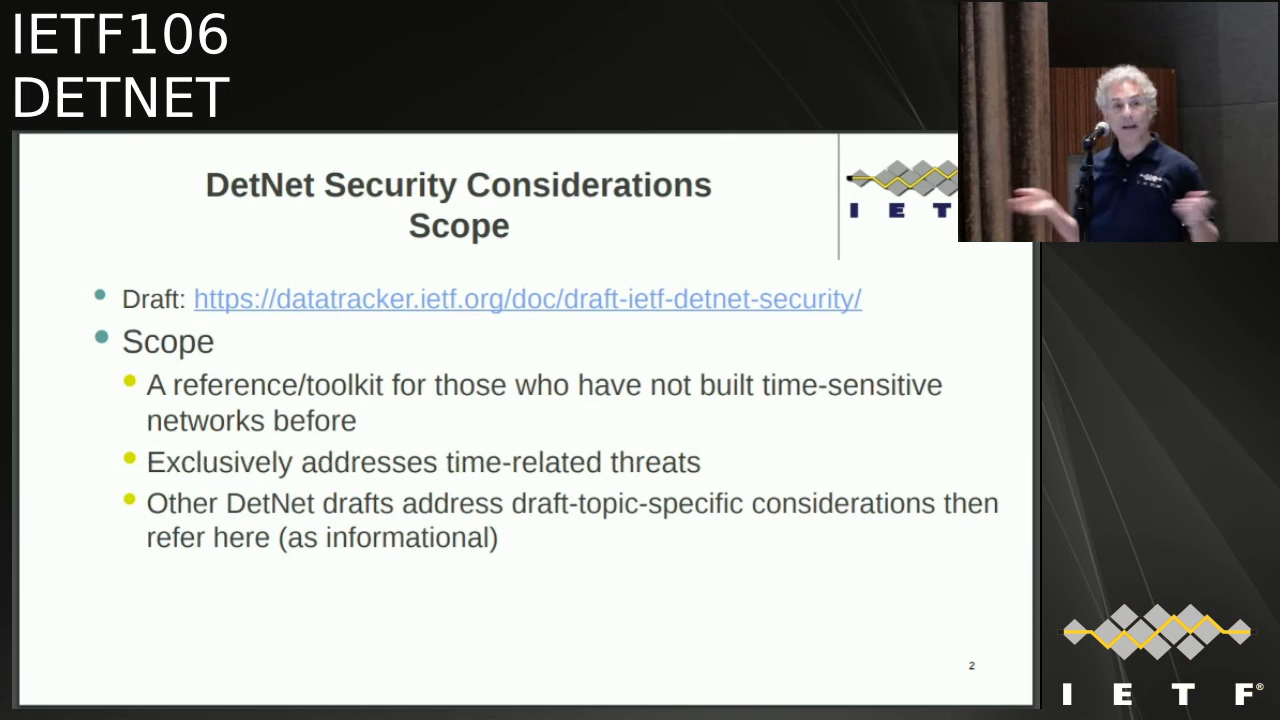 IETF106
DETNET
DetNet Security Considerations
Scope
I E T
Draft: https://datatracker.ietf.org/doc/draft-ietf-detnet-security/
Scope
A reference/toolkit for those who have not built time-sensitive
networks before
Exclusively addresses time-related threats
Other DetNet drafts address draft-topic-specific considerations then
refer here (as informational)
2
I E T F®